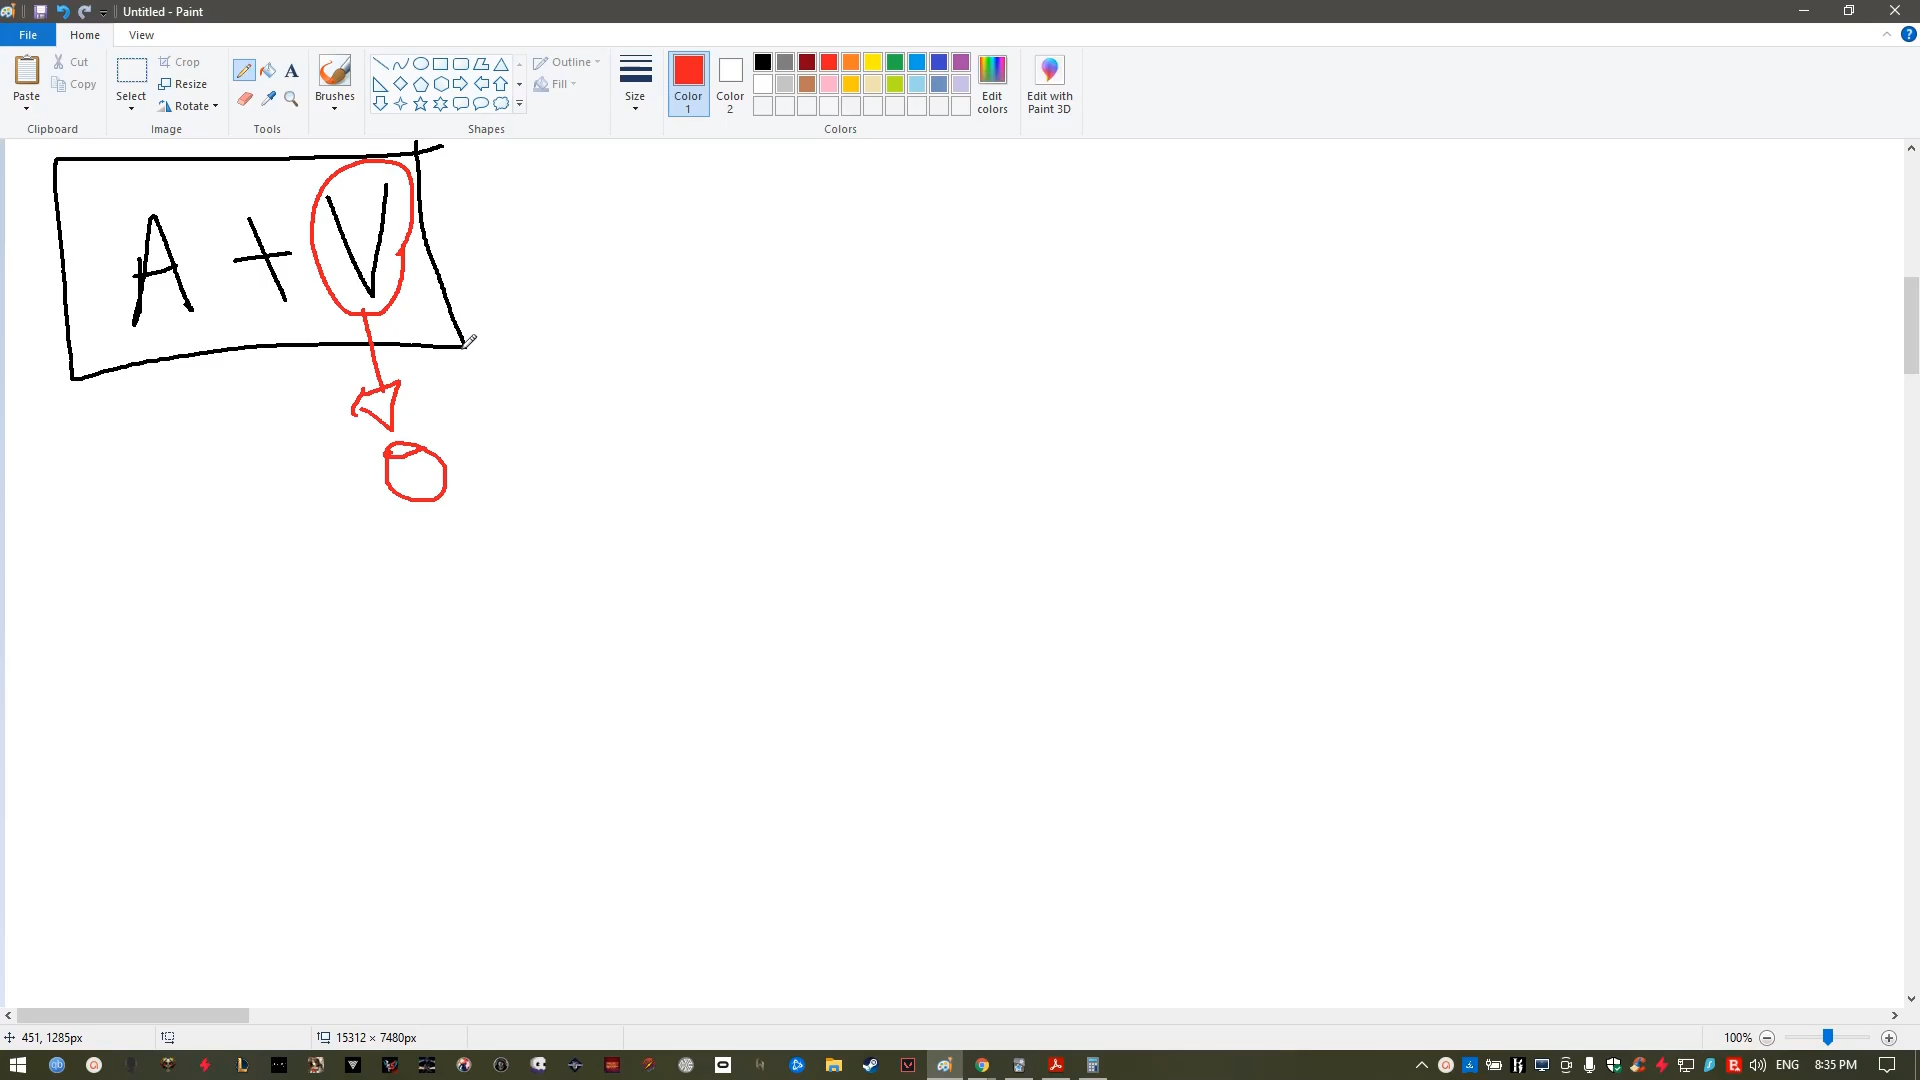 Untitled - Paint
File Home View
Paste
Cut
Copy
Clipboard
Select
Crop
Resize
Rotate
Image
Tools
Brushes
Shapes
Outline
Fill
Size
Color 1
Color 2
Edit colors
Colors
Edit with Paint 3D
A + V
451, 1285px
15312 × 7480px
100%
ENG
8:35 PM